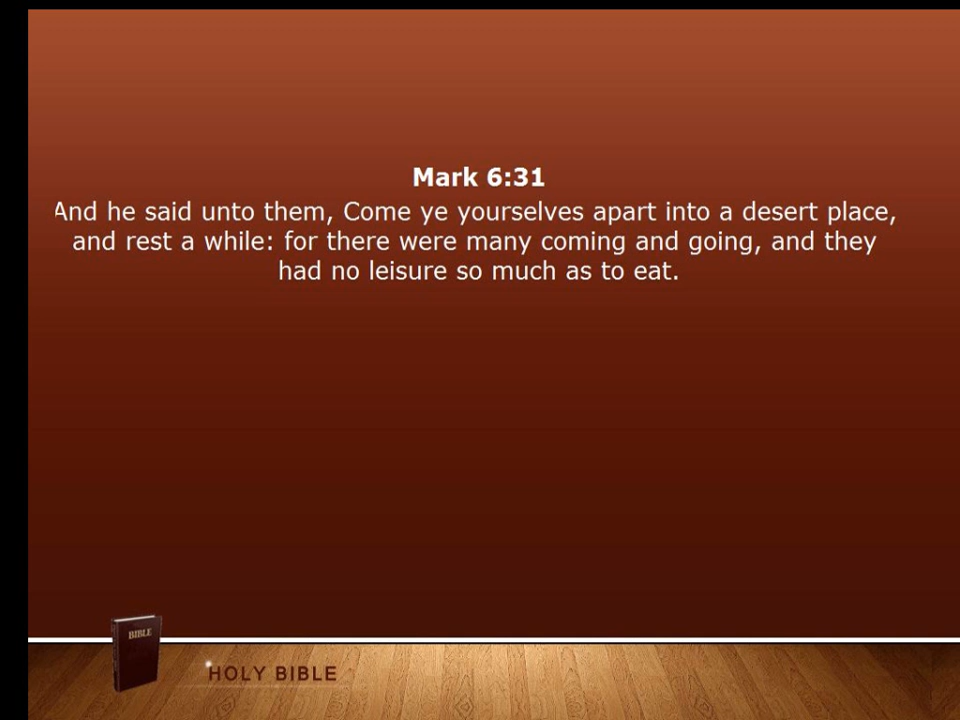 Mark 6:31
And he said unto them, Come ye yourselves apart into a desert place,
and rest a while: for there were many coming and going, and they
had no leisure so much as to eat.
BIBLE
HOLY BIBLE